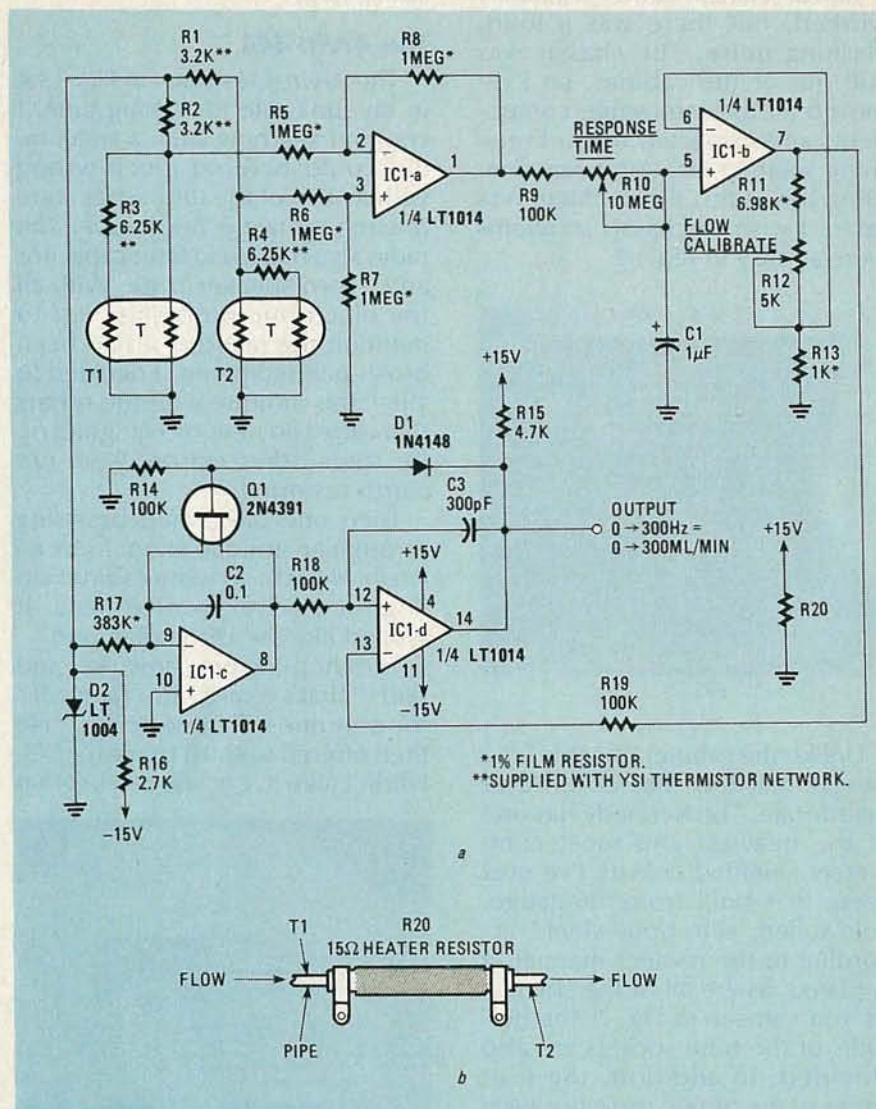 R1
3.2K**
R2
3.2K**
R3
6.25K
**
R5
1MEG*
R8
1MEG*
2
3
1
IC1-a
1/4 LT1014
R6
1MEG*
R4
6.25K**
R7
1MEG*
T
T1
T
T2
R9
100K
RESPONSE
TIME
R10
10 MEG
1/4 LT1014
6
5
7
IC1-b
R11
6.98K*
FLOW
CALIBRATE
R12
5K
R13
1K*
C1
1μF
+
+15V
R15
4.7K
D1
1N4148
R14
100K
Q1
2N4391
C3
300pF
OUTPUT
0→300Hz =
0→300ML/MIN
+15V
R20
C2
0.1
R18
100K
+15V
12
13
4
14
11
IC1-d
1/4 LT1014
-15V
R17
383K*
9
10
8
IC1-c
1/4 LT1014
D2
LT
1004
R16
2.7K
-15V
R19
100K
*1% FILM RESISTOR.
**SUPPLIED WITH YSI THERMISTOR NETWORK.
a
R20
15Ω HEATER RESISTOR
T1
FLOW
FLOW
PIPE
T2
b